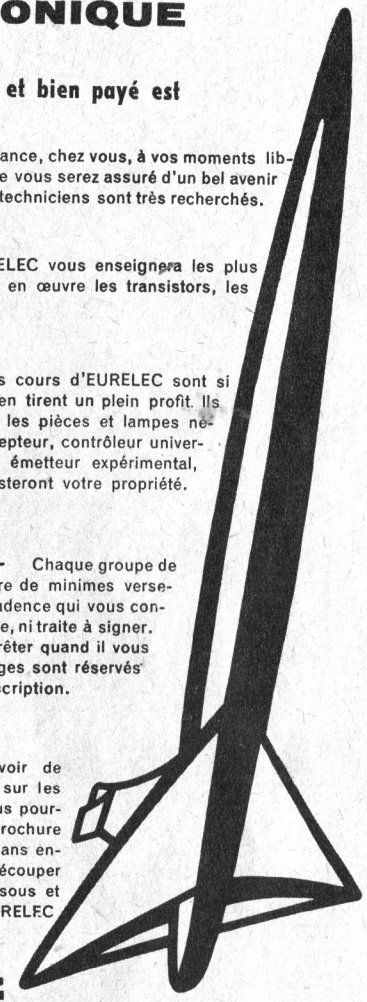 ONIQUE
et bien payé est
ance, chez vous, à vos moments lib-
e vous serez assuré d'un bel avenir
techniciens sont très recherchés.
ELEC vous enseignera les plus
en œuvre les transistors, les
s cours d'EURELEC sont si
en tirent un plein profit. Ils
les pièces et lampes né-
epteur, contrôleur univer-
émetteur expérimental,
steront votre propriété.
- Chaque groupe de
re de minimes verse-
dence qui vous con-
e, ni traite à signer.
rêter quand il vous
ges sont réservés
scription.
voir de
sur les
us pour-
rochure
ans en-
écouper
sous et
RELEC